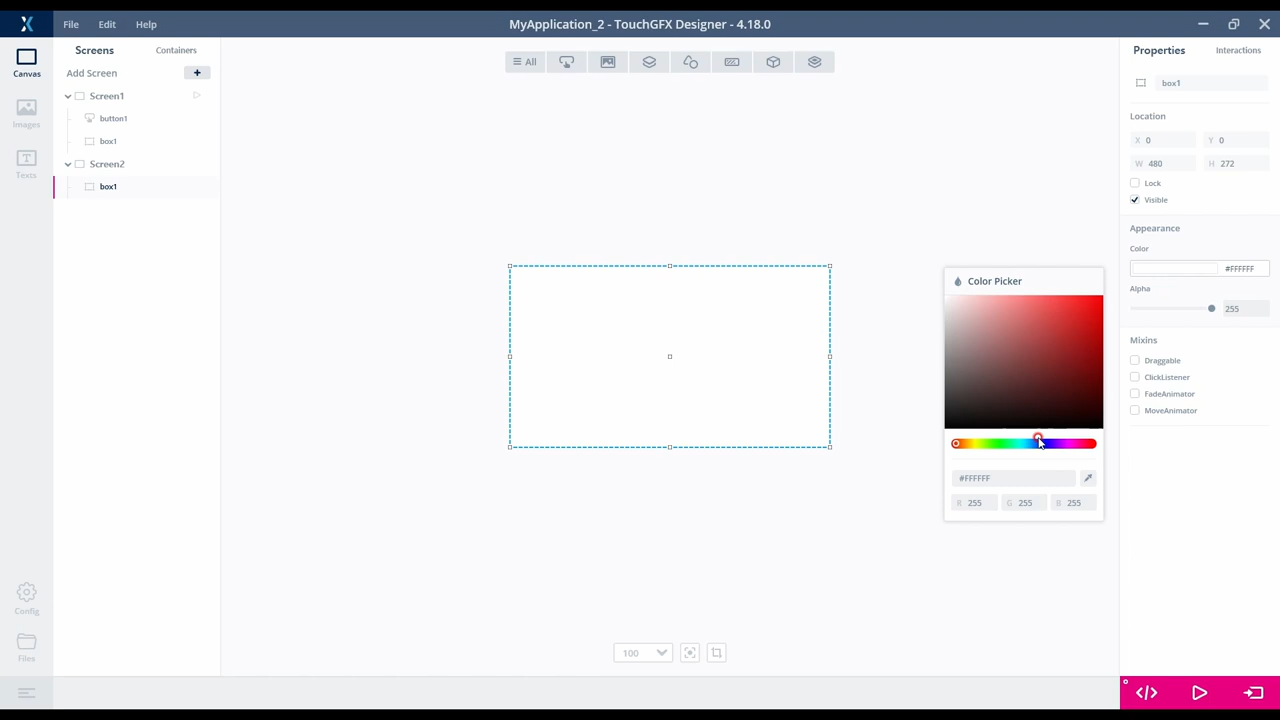 File Edit Help
MyApplication_2 - TouchGFX Designer - 4.18.0
Canvas
Images
Texts
Config
Files
Screens Containers
Add Screen +
Screen1
button1
box1
Screen2
box1
All
100
Color Picker
#FFFFFF
R 255 G 255 B 255
Properties Interactions
box1
Location
X 0 Y 0
W 480 H 272
Lock
Visible
Appearance
Color
#FFFFFF
Alpha
255
Mixins
Draggable
ClickListener
FadeAnimator
MoveAnimator